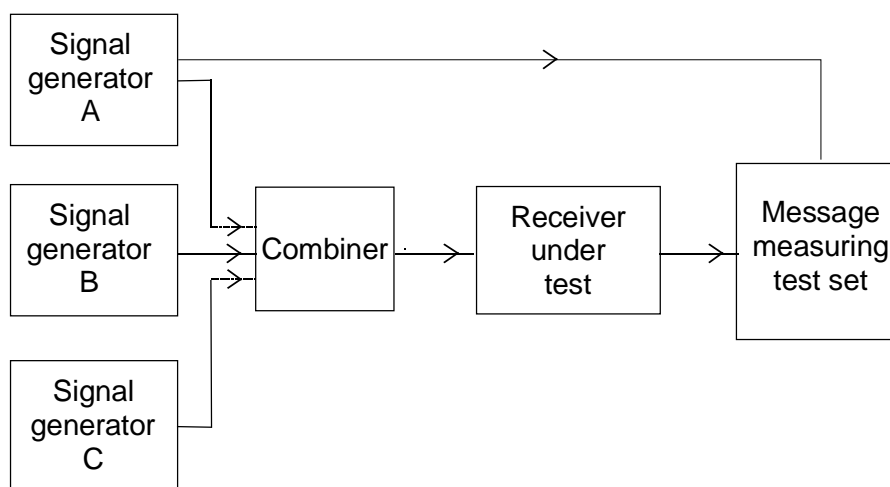 Signal
generator
A
Signal
generator
B
Signal
generator
C
Combiner
Receiver
under
test
Message
measuring
test set